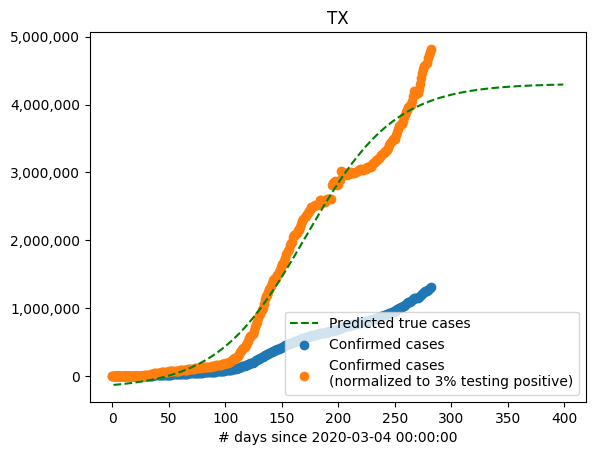 TX
5,000,000
4,000,000
3,000,000
2,000,000
1,000,000
0
Predicted true cases
Confirmed cases
Confirmed cases
(normalized to 3% testing positive)
0 50 100 150 200 250 300 350 400
# days since 2020-03-04 00:00:00